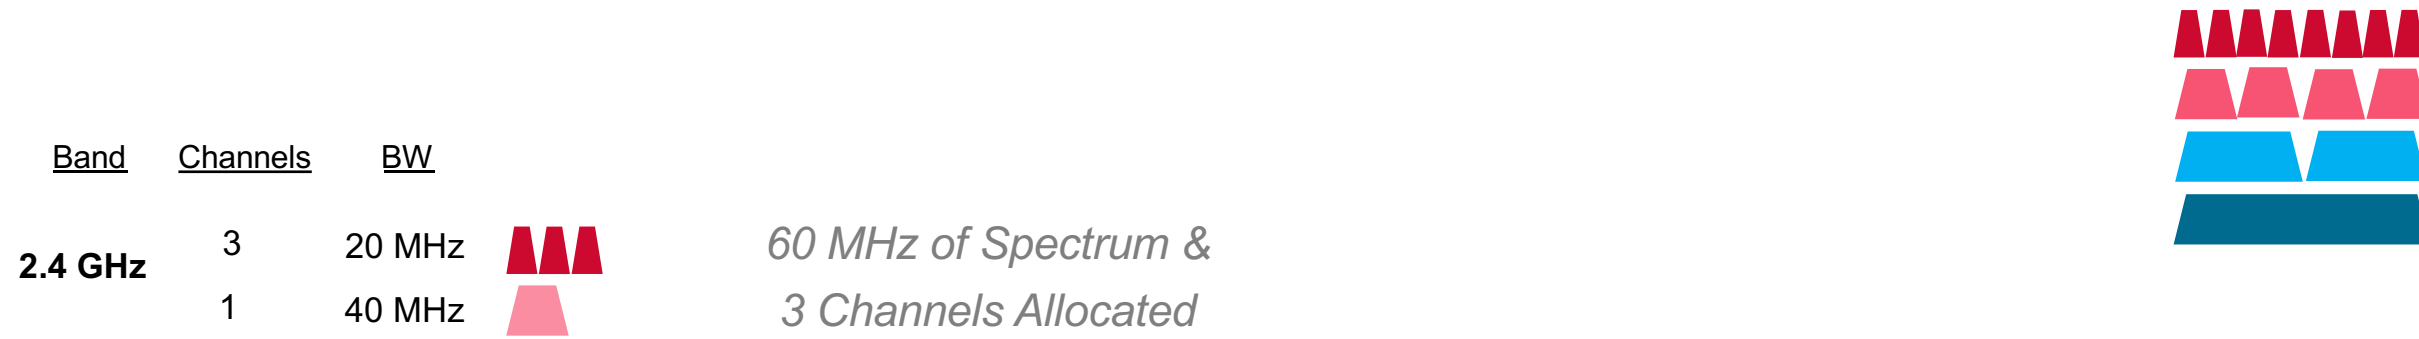 Band Channels BW
2.4 GHz
3 20 MHz
1 40 MHz
60 MHz of Spectrum &
3 Channels Allocated